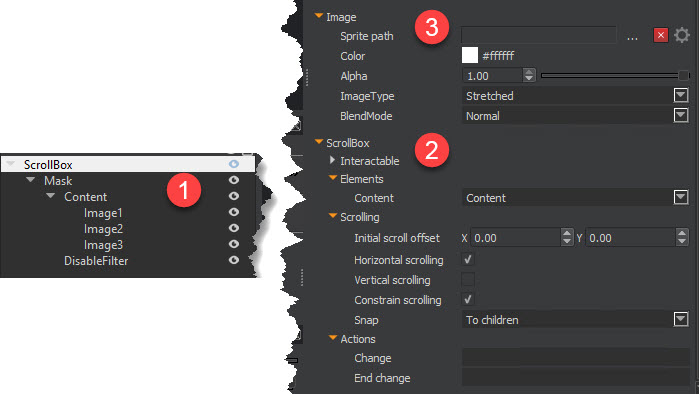 ScrollBox
Mask
Content
Image1
Image2
Image3
DisableFilter
1
Image
3
Sprite path ...
Color #ffffff
Alpha 1.00
ImageType Stretched
BlendMode Normal
ScrollBox
2
Interactable
Elements
Content Content
Scrolling
Initial scroll offset X 0.00 Y 0.00
Horizontal scrolling
Vertical scrolling
Constrain scrolling
Snap To children
Actions
Change
End change